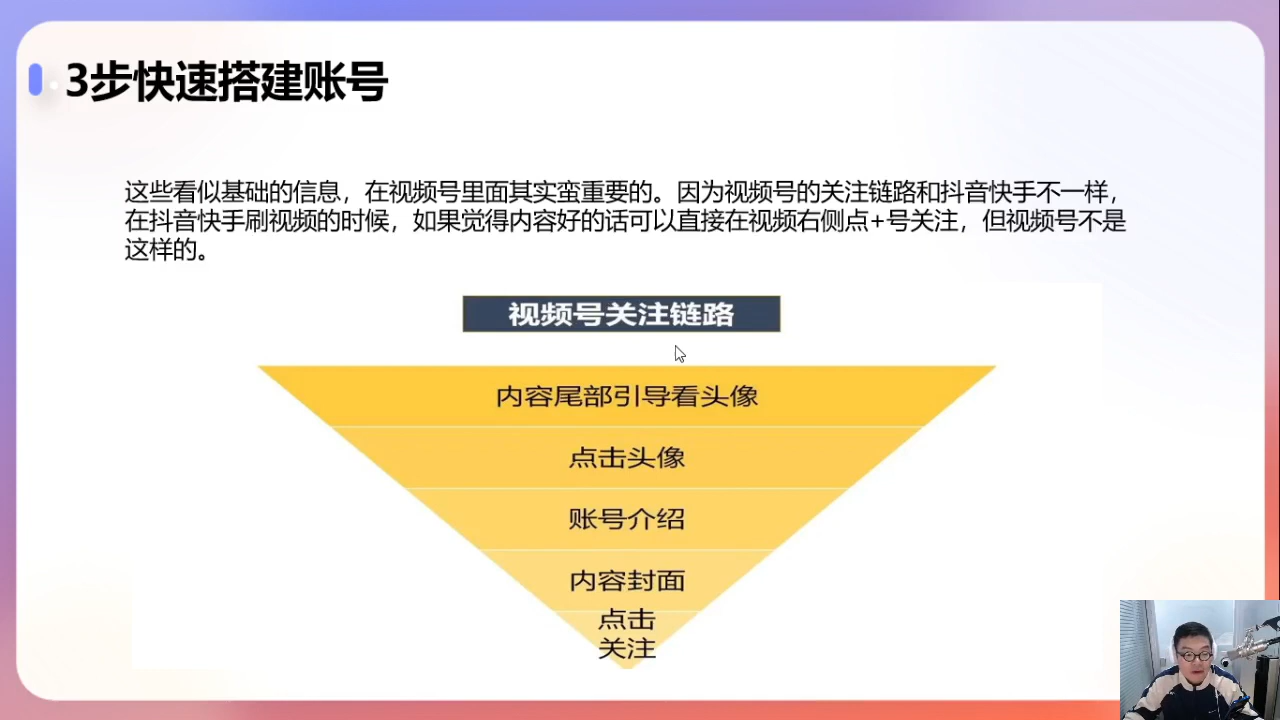 3步快速搭建账号
这些看似基础的信息，在视频号里面其实蛮重要的。因为视频号的关注链路和抖音快手不一样，
在抖音快手刷视频的时候，如果觉得内容好的话可以直接在视频右侧点+号关注，但视频号不是
这样的。
视频号关注链路
内容尾部引导看头像
点击头像
账号介绍
内容封面
点击
关注